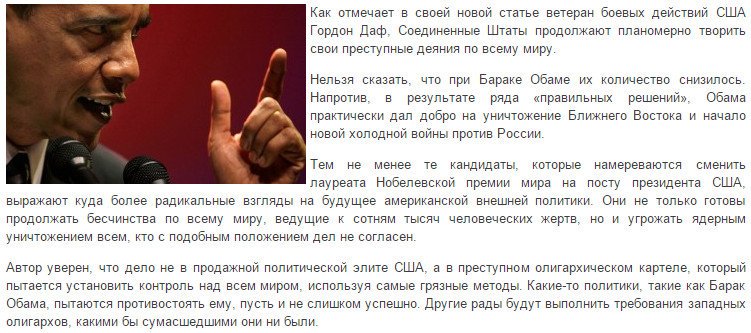 Как отмечает в своей новой статье ветеран боевых действий США
Гордон Даф, Соединенные Штаты продолжают планомерно творить
свои преступные деяния по всему миру.
Нельзя сказать, что при Бараке Обаме их количество снизилось.
Напротив, в результате ряда «правильных решений», Обама
практически дал добро на уничтожение Ближнего Востока и начало
новой холодной войны против России.
Тем не менее те кандидаты, которые намереваются сменить
лауреата Нобелевской премии мира на посту президента США,
выражают куда более радикальные взгляды на будущее американской внешней политики. Они не только готовы
продолжать бесчинства по всему миру, ведущие к сотням тысяч человеческих жертв, но и угрожать ядерным
уничтожением всем, кто с подобным положением дел не согласен.
Автор уверен, что дело не в продажной политической элите США, а в преступном олигархическом картеле, который
пытается установить контроль над всем миром, используя самые грязные методы. Какие-то политики, такие как Барак
Обама, пытаются противостоять ему, пусть и не слишком успешно. Другие рады будут выполнить требования западных
олигархов, какими бы сумасшедшими они ни были.